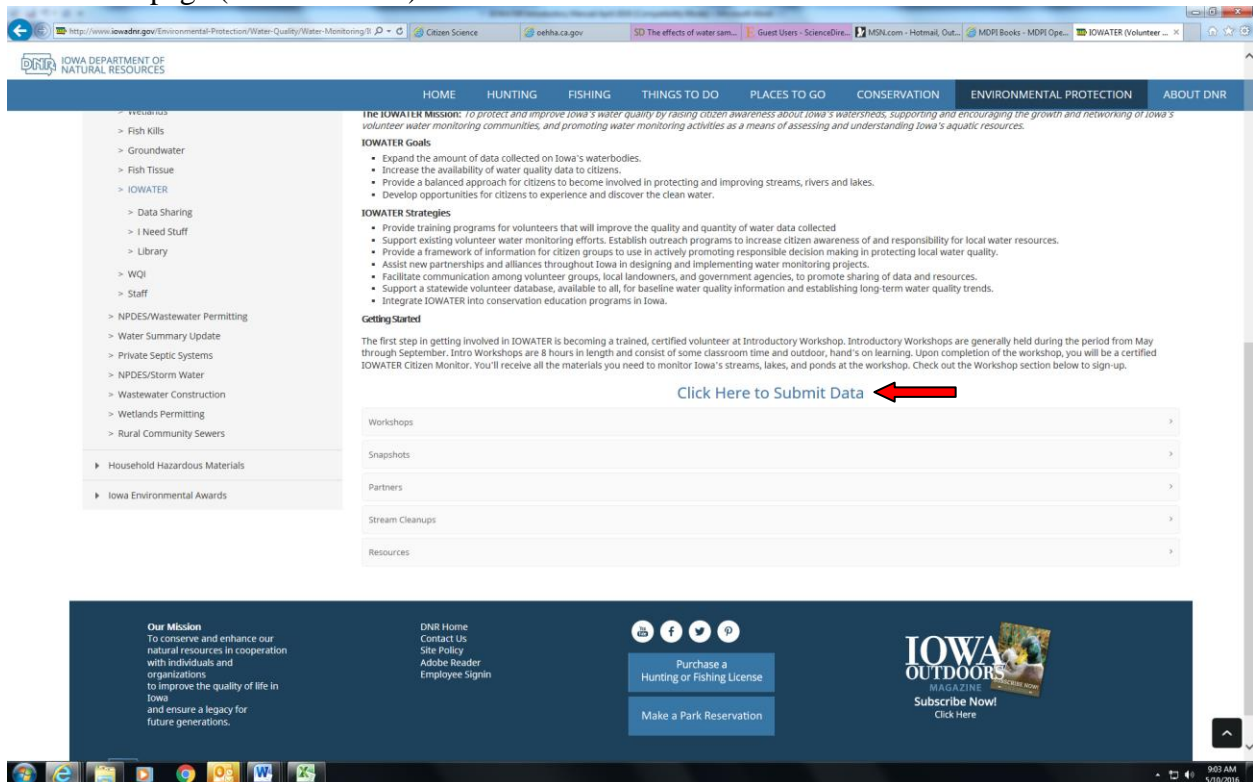 http://www.iowadnr.gov/Environmental-Protection/Water-Quality/Water-Monitoring/I
Citizen Science
oehha.ca.gov
SD The effects of water sam...
Guest Users - ScienceDire...
MSN.com - Hotmail, Out...
MDPI Books - MDPI Ope...
IOWATER (Volunteer ...
DNR
IOWA DEPARTMENT OF
NATURAL RESOURCES
HOME HUNTING FISHING THINGS TO DO PLACES TO GO CONSERVATION ENVIRONMENTAL PROTECTION ABOUT DNR
> Wetlands
> Fish Kills
> Groundwater
> Fish Tissue
> IOWATER
> Data Sharing
> I Need Stuff
> Library
> WQI
> Staff
> NPDES/Wastewater Permitting
> Water Summary Update
> Private Septic Systems
> NPDES/Storm Water
> Wastewater Construction
> Wetlands Permitting
> Rural Community Sewers
Household Hazardous Materials
Iowa Environmental Awards
The IOWATER Mission: To protect and improve Iowa's water quality by raising citizen awareness about Iowa's watersheds, supporting and encouraging the growth and networking of Iowa's
volunteer water monitoring communities, and promoting water monitoring activities as a means of assessing and understanding Iowa's aquatic resources.
IOWATER Goals
▪ Expand the amount of data collected on Iowa's waterbodies.
▪ Increase the availability of water quality data to citizens.
▪ Provide a balanced approach for citizens to become involved in protecting and improving streams, rivers and lakes.
▪ Develop opportunities for citizens to experience and discover the clean water.
IOWATER Strategies
▪ Provide training programs for volunteers that will improve the quality and quantity of water data collected
▪ Support existing volunteer water monitoring efforts. Establish outreach programs to increase citizen awareness of and responsibility for local water resources.
▪ Provide a framework of information for citizen groups to use in actively promoting responsible decision making in protecting local water quality.
▪ Assist new partnerships and alliances throughout Iowa in designing and implementing water monitoring projects.
▪ Facilitate communication among volunteer groups, local landowners, and government agencies, to promote sharing of data and resources.
▪ Support a statewide volunteer database, available to all, for baseline water quality information and establishing long-term water quality trends.
▪ Integrate IOWATER into conservation education programs in Iowa.
Getting Started
The first step in getting involved in IOWATER is becoming a trained, certified volunteer at Introductory Workshop. Introductory Workshops are generally held during the period from May
through September. Intro Workshops are 8 hours in length and consist of some classroom time and outdoor, hand's on learning. Upon completion of the workshop, you will be a certified
IOWATER Citizen Monitor. You'll receive all the materials you need to monitor Iowa's streams, lakes, and ponds at the workshop. Check out the Workshop section below to sign-up.
Click Here to Submit Data
Workshops
Snapshots
Partners
Stream Cleanups
Resources
Our Mission
To conserve and enhance our
natural resources in cooperation
with individuals and
organizations
to improve the quality of life in
Iowa
and ensure a legacy for
future generations.
DNR Home
Contact Us
Site Policy
Adobe Reader
Employee Signin
Purchase a
Hunting or Fishing License
Make a Park Reservation
IOWA
OUTDOORS
MAGAZINE
SUBSCRIBE NOW!
Subscribe Now!
Click Here
9:03 AM
5/10/2016